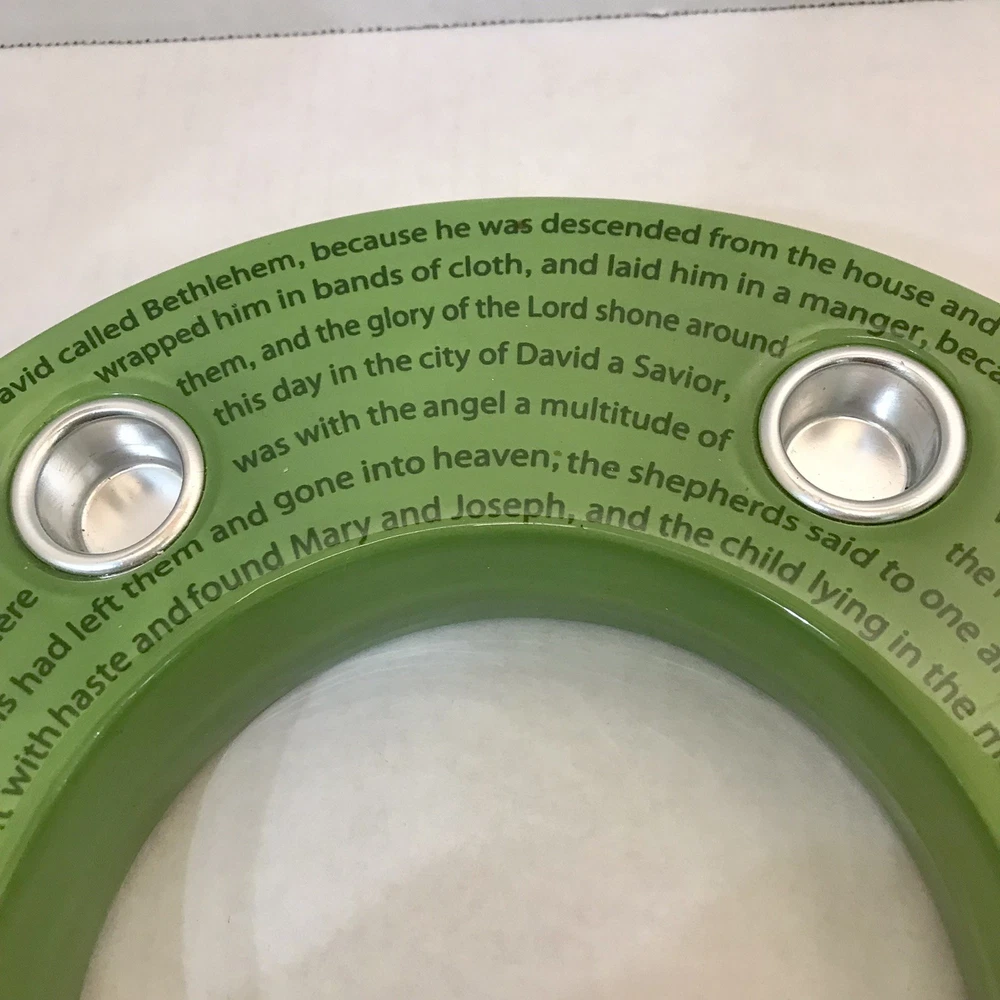 called Bethlehem, because he was descended from the house and
wrapped him in bands of cloth, and laid him in a manger,
them, and the glory of the Lord shone around
this day in the city of David a Savior,
was with the angel a multitude of
had left them and gone into heaven; the shepherds said to one
with haste and found Mary and Joseph, and the child lying in the
the